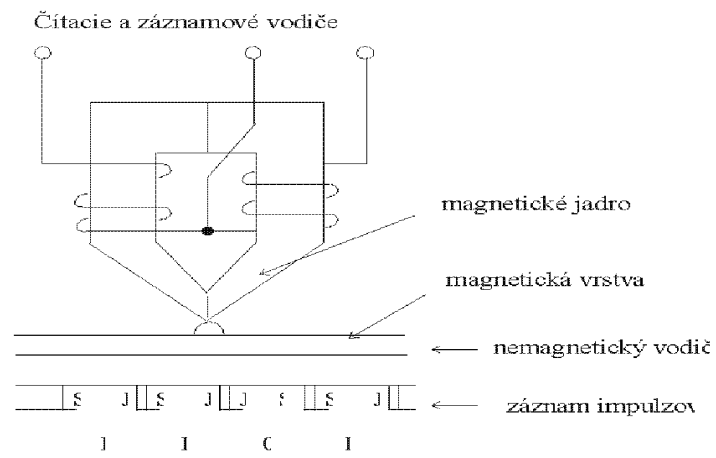 Čítacie a záznamové vodiče
magnetické jadro
magnetická vrstva
nemagnetický vodič
záznam impulzov
S J S J J S S J